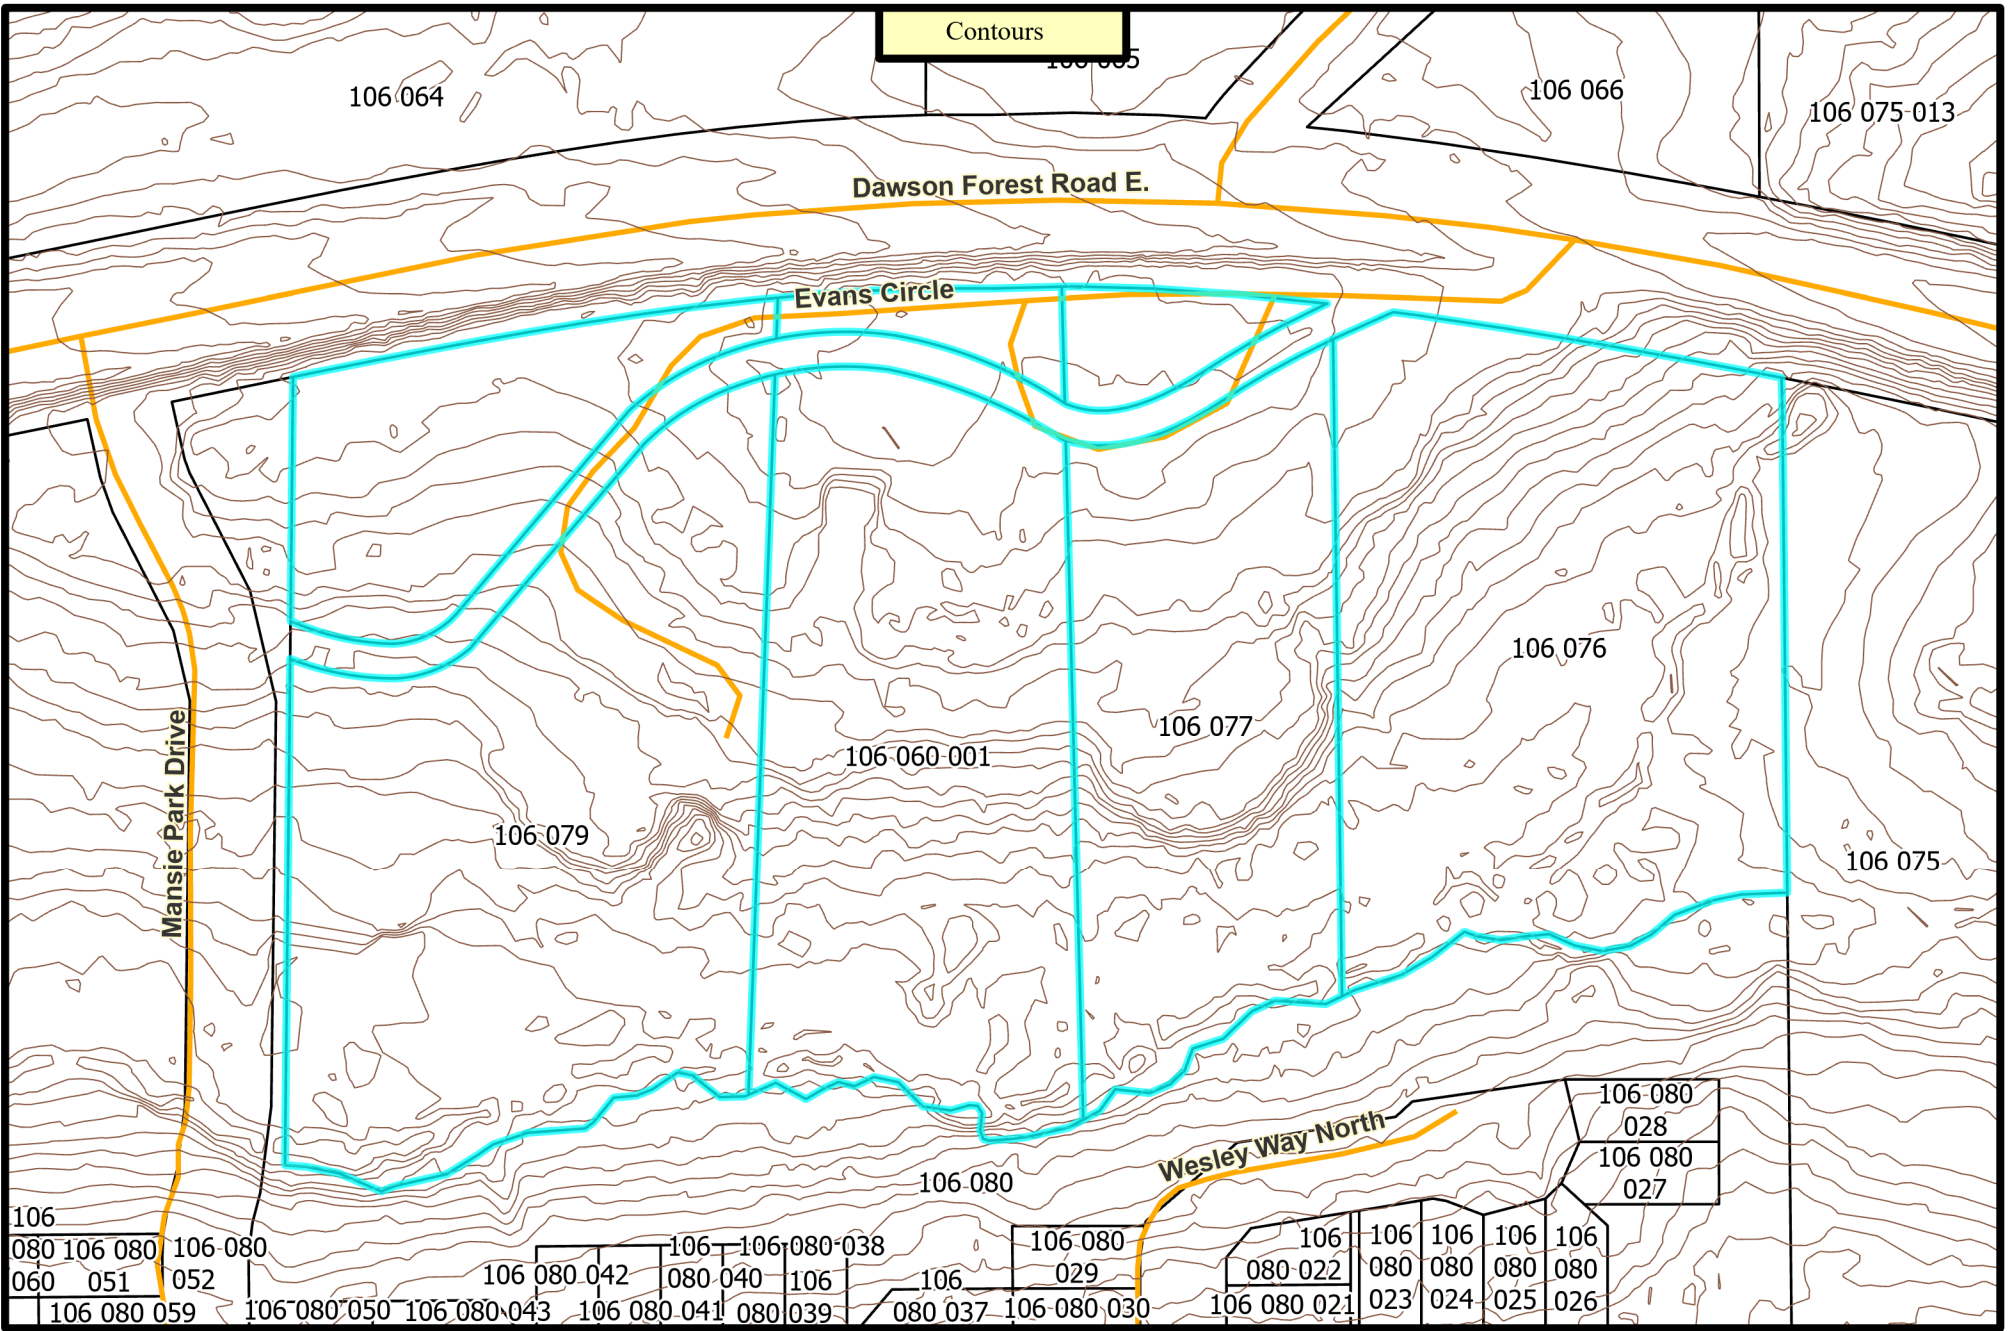 Contours
106 064
106 066
106 075 013
Dawson Forest Road E.
Evans Circle
106 076
106 077
106 060 001
106 079
106 075
Mansie Park Drive
Wesley Way North
106 080
028
106 080
027
106 080
106
080
060
106 080
051
106 080
052
106 080 059
106 080 050
106 080 042
106 080 043
106
080 040
106 080 041
106 080 038
106
080 039
106
080 037
106 080
029
106 080 030
106
080 022
106 080 021
106
080
023
106
080
024
106
080
025
106
080
026